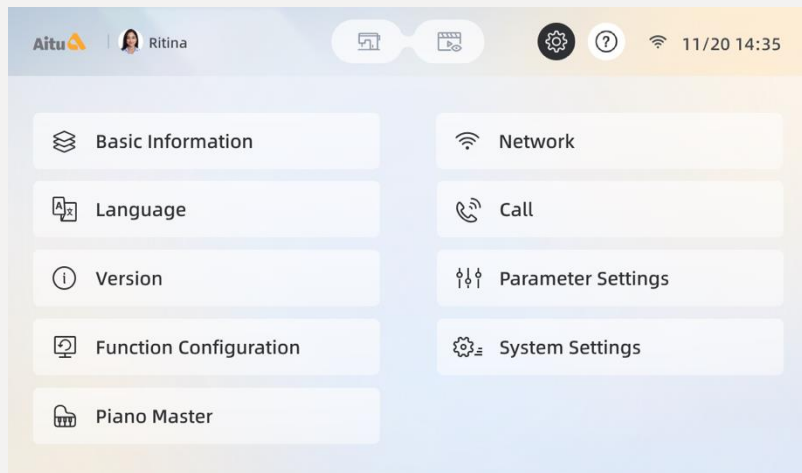 Aitu
Ritina
11/20 14:35
Basic Information
Network
Language
Call
Version
Parameter Settings
Function Configuration
System Settings
Piano Master